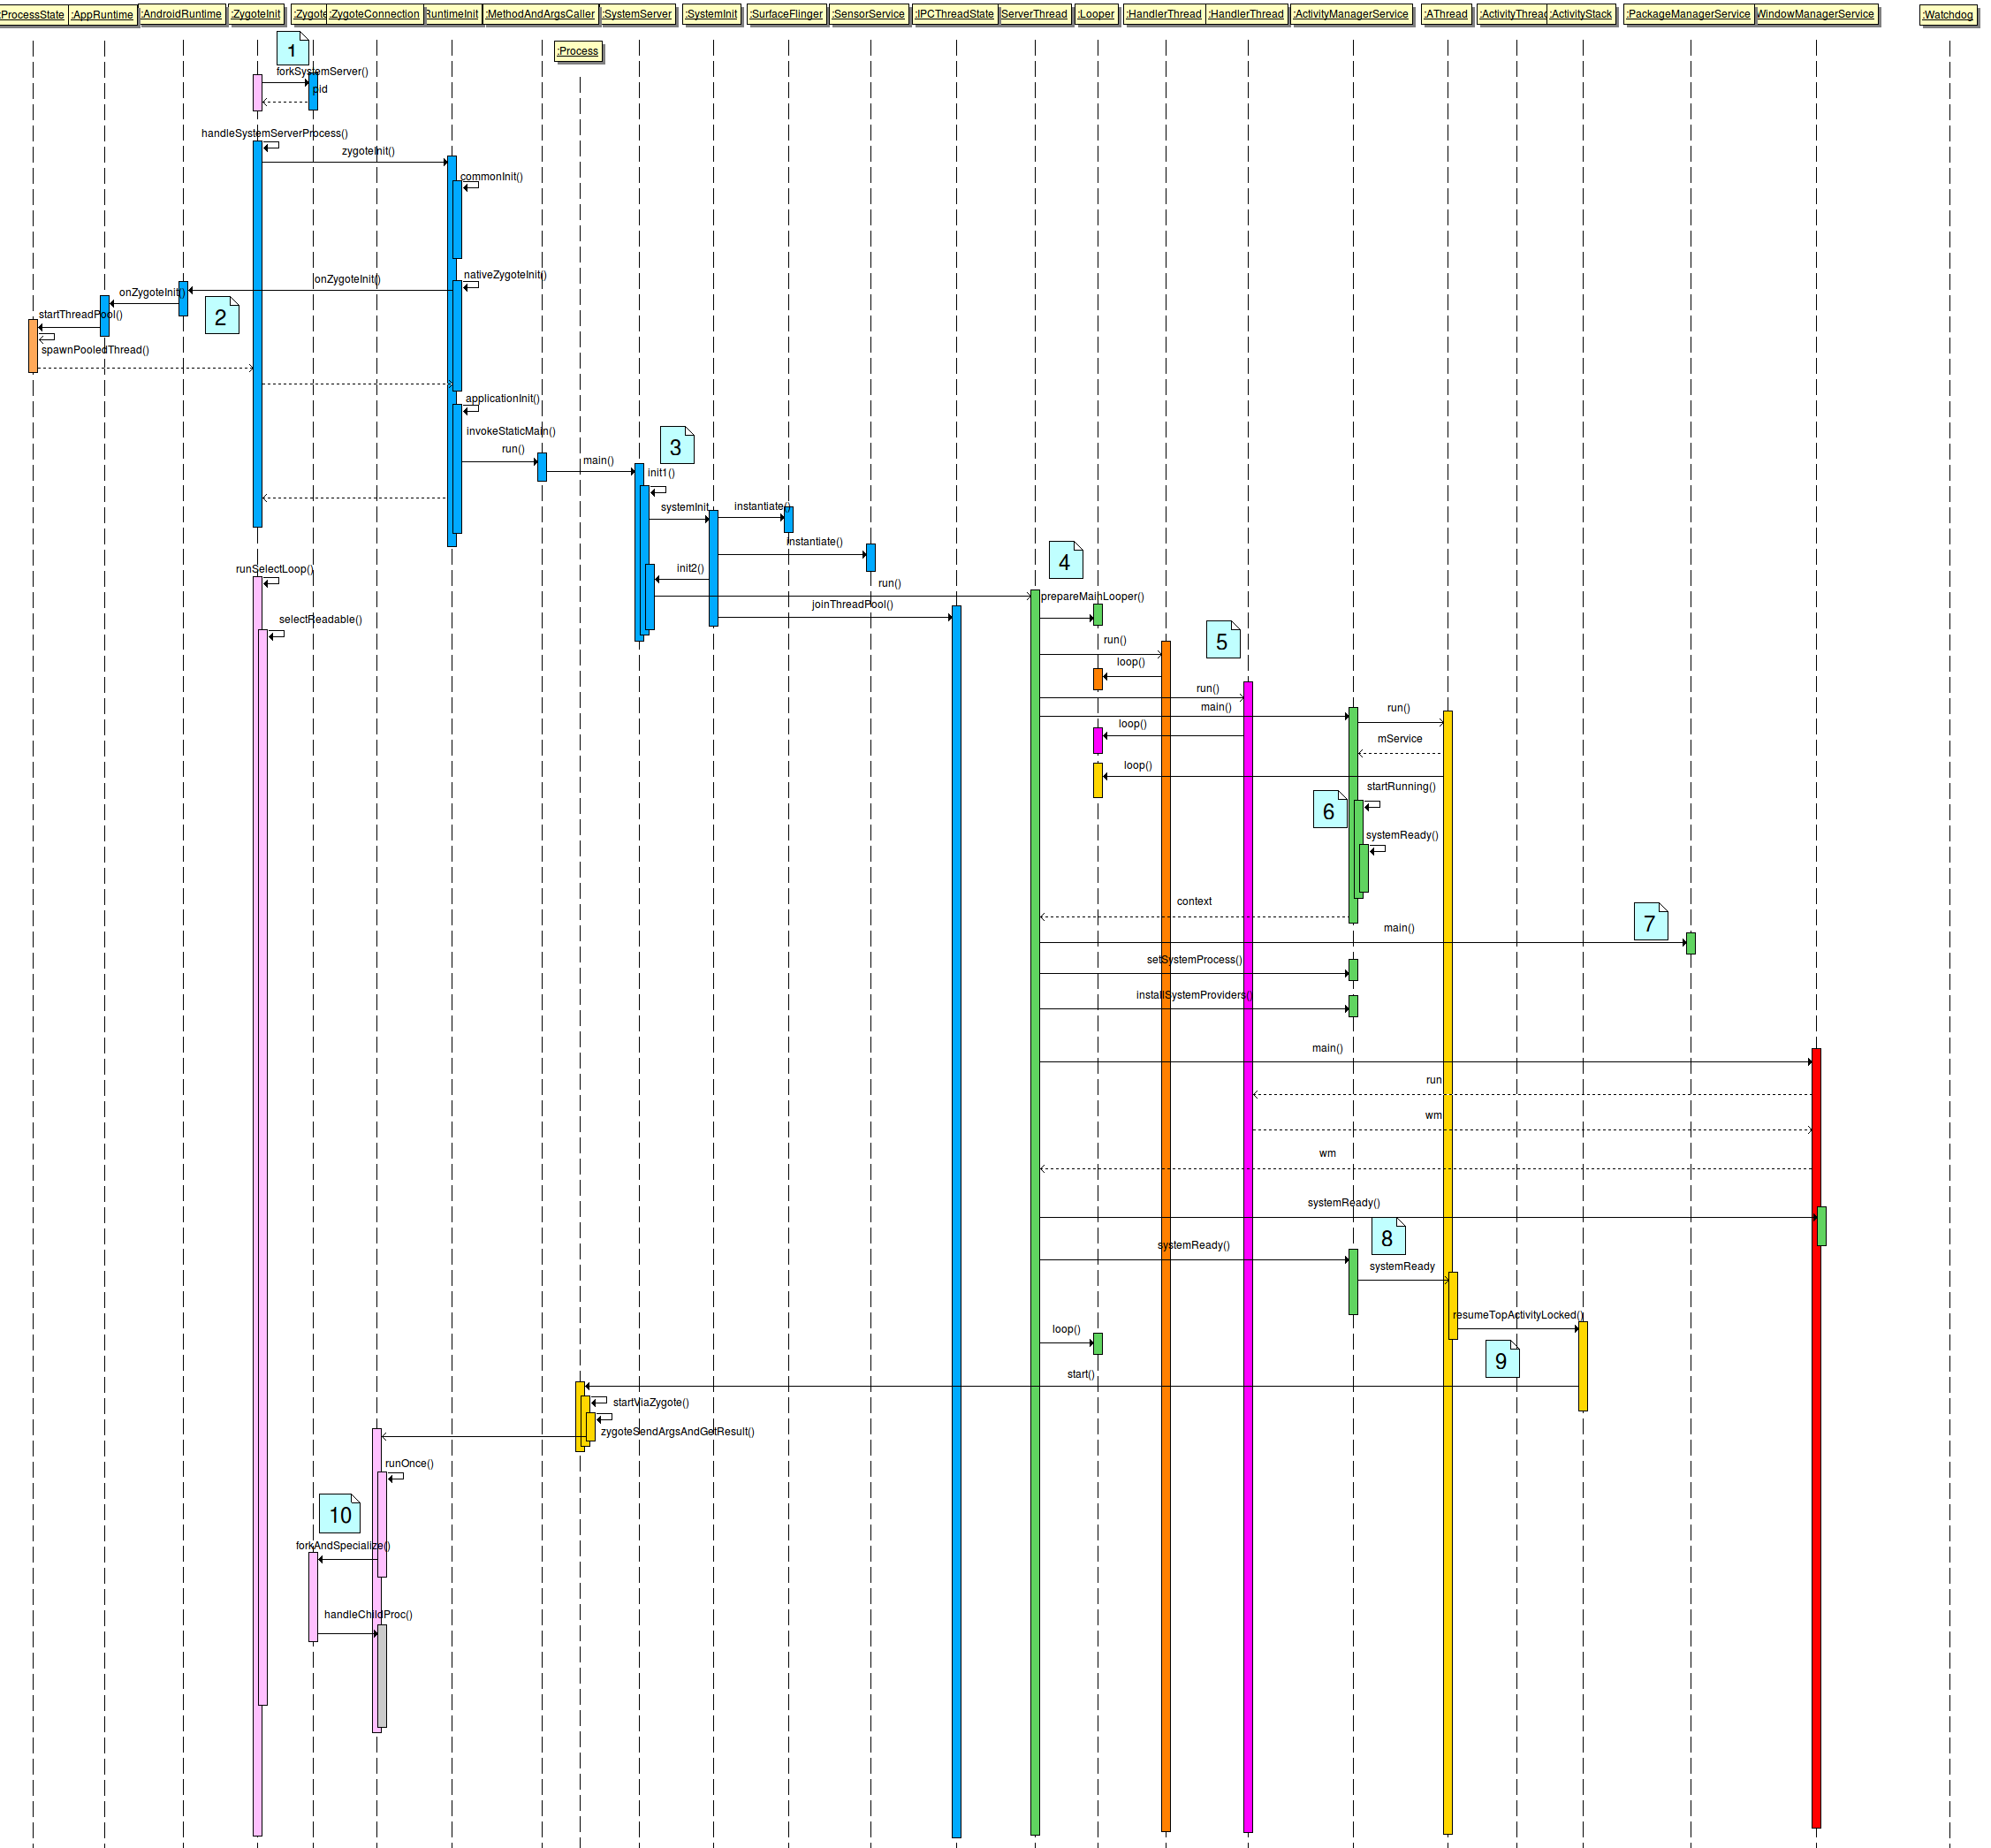 :ProcessState :AppRuntime :AndroidRuntime :ZygoteInit :Zygote :ZygoteConnection RuntimeInit :MethodAndArgsCaller :SystemServer :SystemInit :SurfaceFlinger :SensorService :IPCThreadState ServerThread :Looper :HandlerThread :HandlerThread :ActivityManagerService :AThread :ActivityThread :ActivityStack :PackageManagerService WindowManagerService :Watchdog
:Process
1
forkSystemServer()
pid
handleSystemServerProcess()
zygoteInit()
commonInit()
nativeZygoteInit()
onZygoteInit()
onZygoteInit()
2
startThreadPool()
spawnPooledThread()
applicationInit()
invokeStaticMain()
run()
main()
3
init1()
systemInit
instantiate()
instantiate()
4
init2()
runSelectLoop()
run()
prepareMainLooper()
joinThreadPool()
selectReadable()
5
run()
loop()
run()
main()
run()
loop()
mService
loop()
startRunning()
6
systemReady()
context
7
main()
setSystemProcess()
installSystemProviders()
main()
run
wm
wm
systemReady()
8
systemReady()
systemReady
resumeTopActivityLocked()
loop()
9
start()
startViaZygote()
zygoteSendArgsAndGetResult()
runOnce()
10
forkAndSpecialize()
handleChildProc()